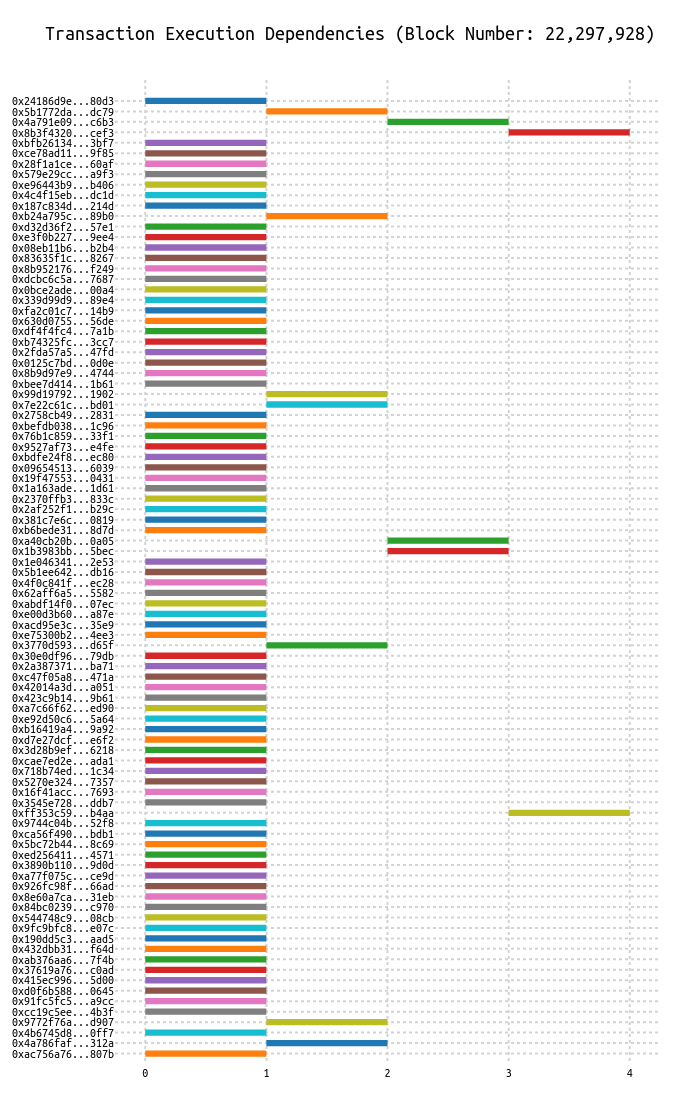 Transaction Execution Dependencies (Block Number: 22,297,928)
0x24186d9e...80d3
0x5b1772da...dc79
0x4a791e09...c6b3
0x8b3f4320...cef3
0xbfb26134...3bf7
0xce78ad11...9f85
0x28f1a1ce...60af
0x579e29cc...a9f3
0xe96443b9...b406
0x4c4f15eb...dc1d
0x187c834d...214d
0xb24a795c...89b0
0xd32d36f2...57e1
0xe3f0b227...9ee4
0x08eb11b6...b2b4
0x83635f1c...8267
0x8b952176...f249
0xdcbc6c5a...7687
0x0bce2ade...00a4
0x339d99d9...89e4
0xfa2c01c7...14b9
0x630d0755...56de
0xdf4f4fc4...7a1b
0xb74325fc...3cc7
0x2fda57a5...47fd
0x0125c7bd...0d0e
0x8b9d97e9...4744
0xbee7d414...1b61
0x99d19792...1902
0x7e22c61c...bd01
0x2758cb49...2831
0xbefdb038...1c96
0x76b1c859...33f1
0x9527af73...e4fe
0xbdfe24f8...ec80
0x09654513...6039
0x19f47553...0431
0x1a163ade...1d61
0x2370ffb3...833c
0x2af252f1...b29c
0x381c7e6c...0819
0xb6bede31...8d7d
0xa40cb20b...0a05
0x1b3983bb...5bec
0x1e046341...2e53
0x5b1ee642...db16
0x4f0c841f...ec28
0x62aff6a5...5582
0xabdf14f0...07ec
0xe00d3b60...a87e
0xacd95e3c...35e9
0xe75300b2...4ee3
0x3770d593...d65f
0x30e0df96...79db
0x2a387371...ba71
0xc47f05a8...471a
0x42014a3d...a051
0x423c9b14...9b61
0xa7c66f62...ed90
0xe92d50c6...5a64
0xb16419a4...9a92
0xd7e27dcf...e6f2
0x3d28b9ef...6218
0xcae7ed2e...ada1
0x718b74ed...1c34
0x5270e324...7357
0x16f41acc...7693
0x3545e728...ddb7
0xff353c59...b4aa
0x9744c04b...52f8
0xca56f490...bdb1
0x5bc72b44...8c69
0xed256411...4571
0x3890b110...9d0d
0xa77f075c...ce9d
0x926fc98f...66ad
0x8e60a7ca...31eb
0x84bc0239...c970
0x544748c9...08cb
0x9fc9bfc8...e07c
0x190dd5c3...aad5
0x432dbb31...f64d
0xab376aa6...7f4b
0x37619a76...c0ad
0x415ec996...5d00
0xd0f6b588...0645
0x91fc5fc5...a9cc
0xcc19c5ee...4b3f
0x9772f76a...d907
0x4b6745d8...0ff7
0x4a786faf...312a
0xac756a76...807b
0 1 2 3 4